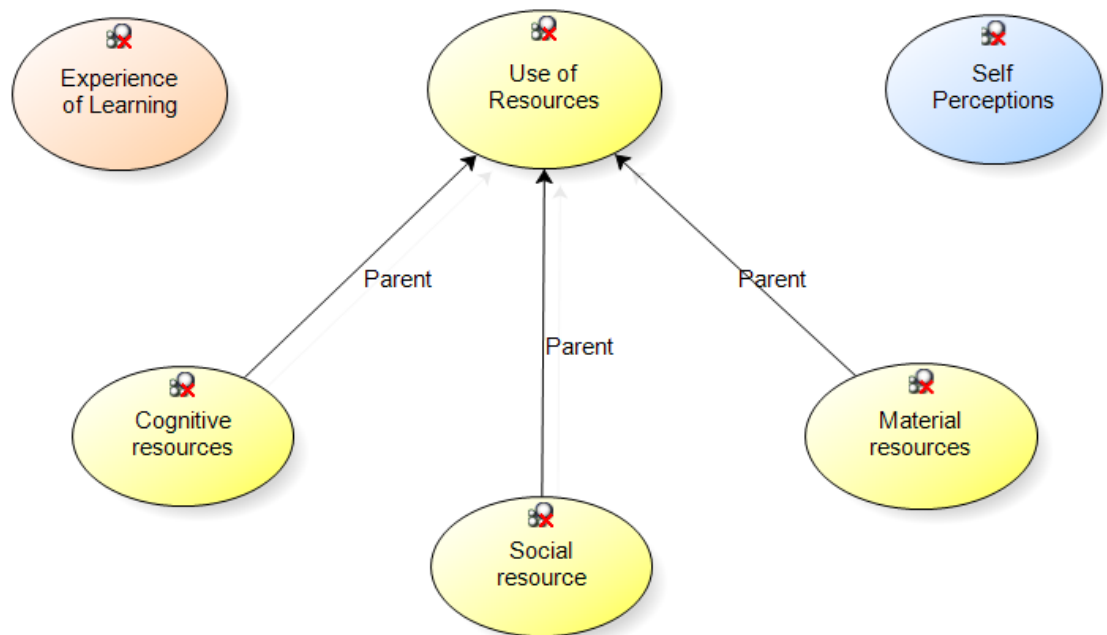 Experience
of Learning
Use of
Resources
Self
Perceptions
Parent
Parent
Parent
Cognitive
resources
Material
resources
Social
resource